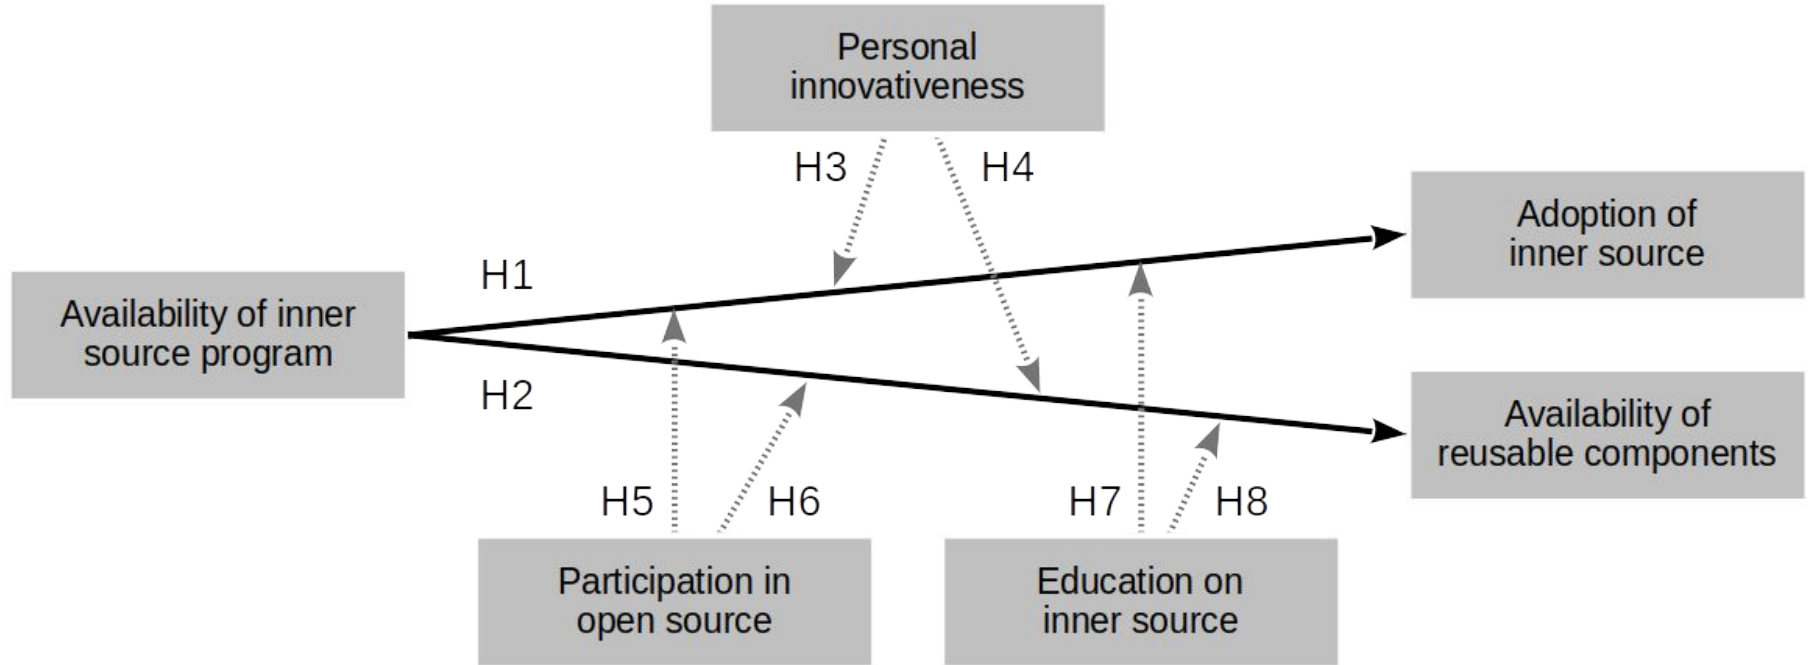 Personal
innovativeness
H3
H4
Adoption of
inner source
H1
Availability of inner
source program
H2
Availability of
reusable components
H5
H6
H7
H8
Participation in
open source
Education on
inner source